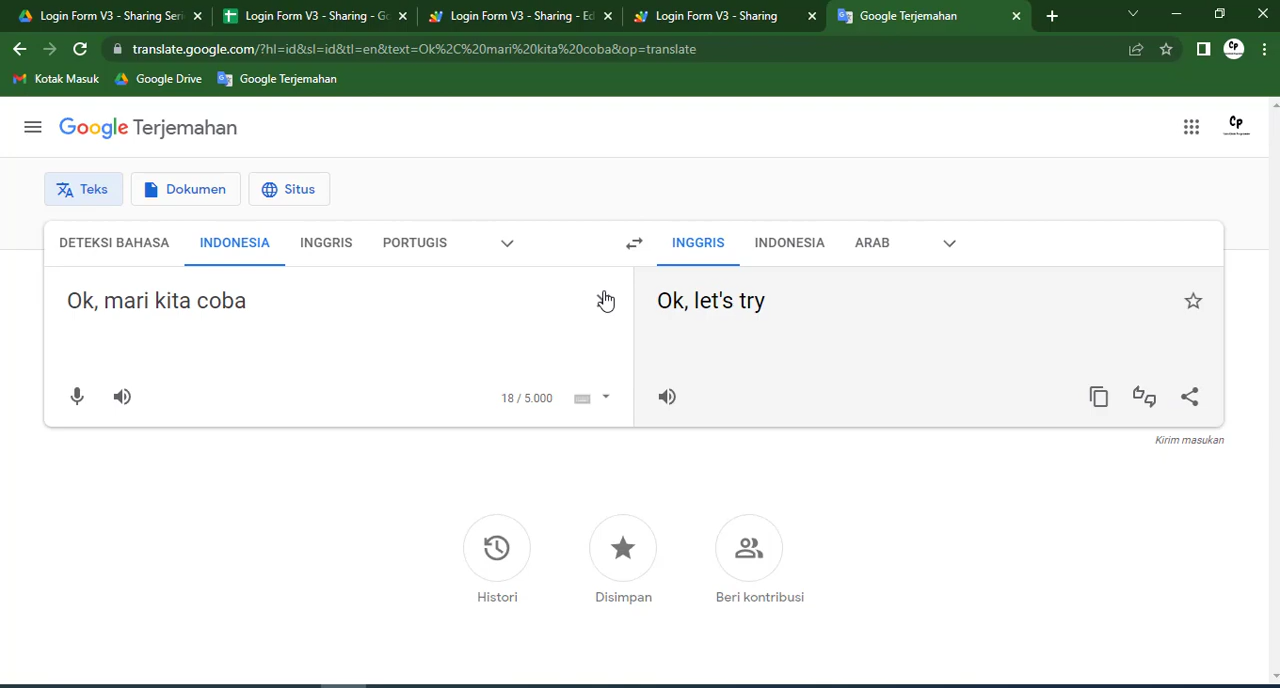 Login Form V3 - Sharing Seri
Login Form V3 - Sharing - Go
Login Form V3 - Sharing - Ed
Login Form V3 - Sharing
Google Terjemahan
translate.google.com/?hl=id&sl=id&tl=en&text=Ok%2C%20mari%20kita%20coba&op=translate
Kotak Masuk
Google Drive
Google Terjemahan
Google Terjemahan
Cp
Teks
Dokumen
Situs
DETEKSI BAHASA
INDONESIA
INGGRIS
PORTUGIS
INGGRIS
INDONESIA
ARAB
Ok, mari kita coba
Ok, let's try
18 / 5.000
Kirim masukan
Histori
Disimpan
Beri kontribusi